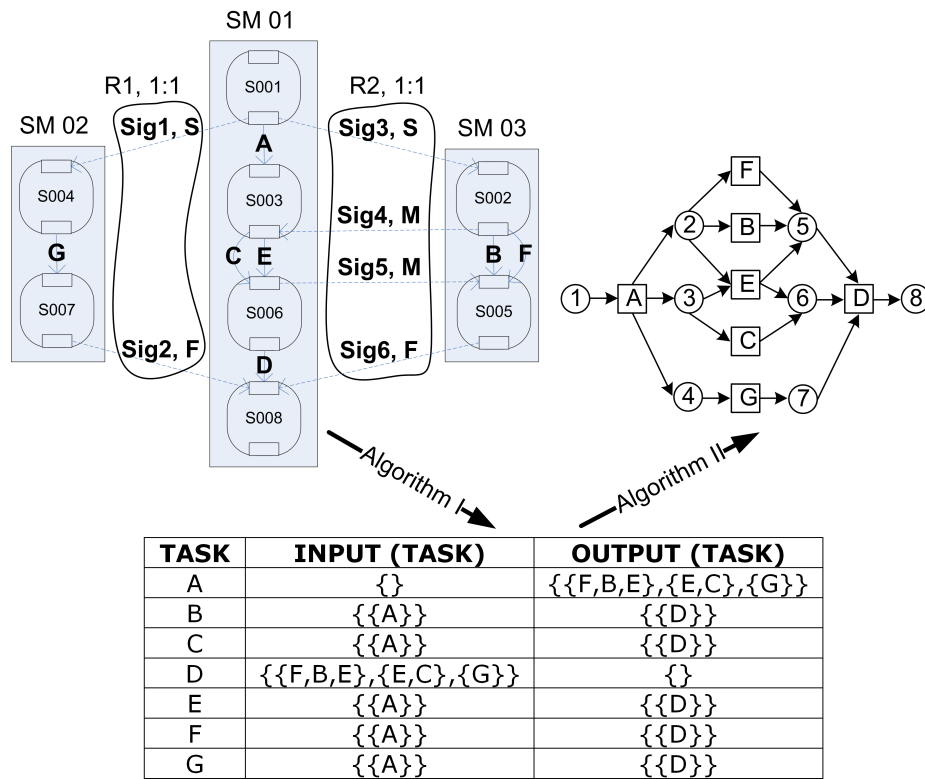 SM 01
R1, 1:1
R2, 1:1
SM 02
SM 03
S001
Sig1, S
Sig3, S
A
S004
S003
S002
Sig4, M
G
C
E
B
F
Sig5, M
S007
S006
S005
Sig2, F
D
Sig6, F
S008
F
2
B
5
1
A
3
E
6
D
8
C
4
G
7
Algorithm I
Algorithm II
TASK INPUT (TASK) OUTPUT (TASK)
A {} {{F,B,E},{E,C},{G}}
B {{A}} {{D}}
C {{A}} {{D}}
D {{F,B,E},{E,C},{G}} {}
E {{A}} {{D}}
F {{A}} {{D}}
G {{A}} {{D}}